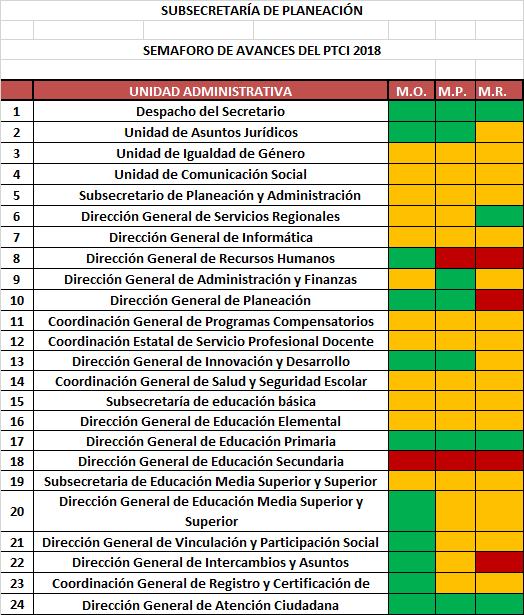 SUBSECRETARÍA DE PLANEACIÓN
SEMAFORO DE AVANCES DEL PTCI 2018
UNIDAD ADMINISTRATIVA M.O. M.P. M.R.
1 Despacho del Secretario
2 Unidad de Asuntos Jurídicos
3 Unidad de Igualdad de Género
4 Unidad de Comunicación Social
5 Subsecretario de Planeación y Administración
6 Dirección General de Servicios Regionales
7 Dirección General de Informática
8 Dirección General de Recursos Humanos
9 Dirección General de Administración y Finanzas
10 Dirección General de Planeación
11 Coordinación General de Programas Compensatorios
12 Coordinación Estatal de Servicio Profesional Docente
13 Dirección General de Innovación y Desarrollo
14 Coordinación General de Salud y Seguridad Escolar
15 Subsecretaría de educación básica
16 Dirección General de Educación Elemental
17 Dirección General de Educación Primaria
18 Dirección General de Educación Secundaria
19 Subsecretaria de Educación Media Superior y Superior
20 Dirección General de Educación Media Superior y
Superior
21 Dirección General de Vinculación y Participación Social
22 Dirección General de Intercambios y Asuntos
23 Coordinación General de Registro y Certificación de
24 Dirección General de Atención Ciudadana